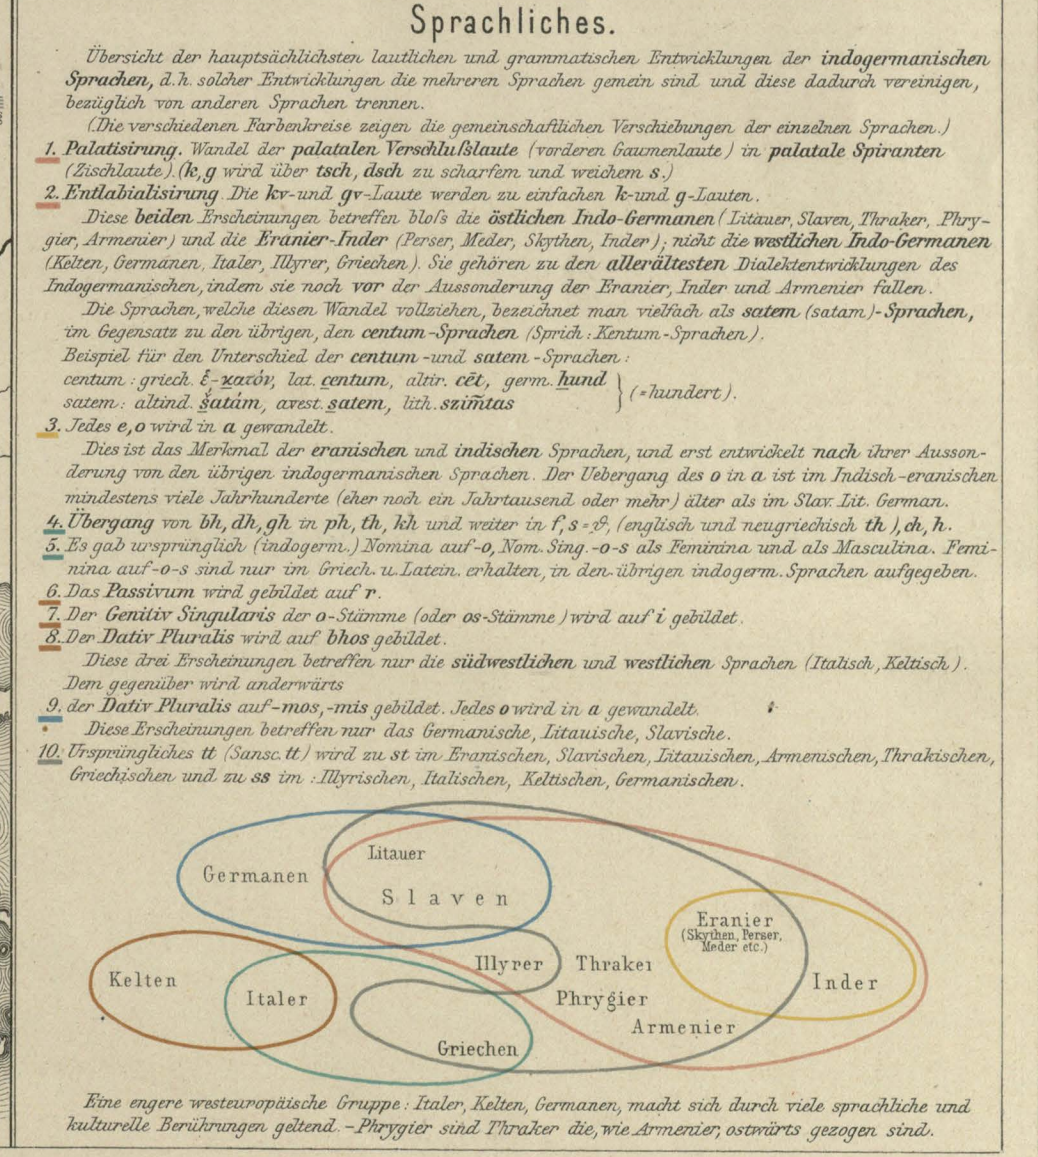 Sprachliches.
Übersicht der hauptsächlichsten lautlichen und grammatischen Entwicklungen der indogermanischen
Sprachen, d.h. solcher Entwicklungen die mehreren Sprachen gemein sind und diese dadurch vereinigen,
bezüglich von anderen Sprachen trennen.
(Die verschiedenen Farbenkreise zeigen die gemeinschaftlichen Verschiebungen der einzelnen Sprachen.)
1. Palatisirung. Wandel der palatalen Verschlußlaute (vorderen Gaumenlaute) in palatale Spiranten
(Zischlaute). (k, g wird über tsch, dsch zu scharfem und weichem s.)
2. Entlabialisirung. Die kv- und gv-Laute werden zu einfachen k- und g-Lauten.
Diese beiden Erscheinungen betreffen bloſs die östlichen Indo-Germanen (Litauer, Slaven, Thraker, Phry-
gier, Armenier) und die Eranier-Inder (Perser, Meder, Skythen, Inder); nicht die westlichen Indo-Germanen
(Kelten, Germanen, Italer, Illyrer, Griechen). Sie gehören zu den allerältesten Dialektentwicklungen des
Indogermanischen, indem sie noch vor der Aussonderung der Eranier, Inder und Armenier fallen.
Die Sprachen, welche diesen Wandel vollziehen, bezeichnet man vielfach als satem (satam)-Sprachen,
im Gegensatz zu den übrigen, den centum-Sprachen (Sprich: Kentum-Sprachen).
Beispiel für den Unterschied der centum- und satem-Sprachen:
centum: griech. ἑ-κατόν, lat. centum, altir. cēt, germ. hund
satem: altind. šatám, avest. satem, lith. szim̃tas } (=hundert).
3. Jedes e, o wird in a gewandelt.
Dies ist das Merkmal der eranischen und indischen Sprachen, und erst entwickelt nach ihrer Ausson-
derung von den übrigen indogermanischen Sprachen. Der Uebergang des o in a ist im Indisch-eranischen
mindestens viele Jahrhunderte (eher noch ein Jahrtausend oder mehr) älter als im Slav. Lit. German.
4. Übergang von bh, dh, gh in ph, th, kh und weiter in f, s = ϑ, (englisch und neugriechisch th), ch, h.
5. Es gab ursprünglich (indogerm.) Nomina auf -o, Nom. Sing. -o-s als Feminina und als Masculina. Femi-
nina auf -o-s sind nur im Griech. u. Latein. erhalten, in den übrigen indogerm. Sprachen aufgegeben.
6. Das Passivum wird gebildet auf r.
7. Der Genitiv Singularis der o-Stämme (oder os-Stämme) wird auf i gebildet.
8. Der Dativ Pluralis wird auf bhos gebildet.
Diese drei Erscheinungen betreffen nur die südwestlichen und westlichen Sprachen (Italisch, Keltisch).
Dem gegenüber wird anderwärts
9. der Dativ Pluralis auf -mos, -mis gebildet. Jedes o wird in a gewandelt.
Diese Erscheinungen betreffen nur das Germanische, Litauische, Slavische.
10. Ursprüngliches tt (Sansc. tt) wird zu st im Eranischen, Slavischen, Litauischen, Armenischen, Thrakischen,
Griechischen und zu ss im: Illyrischen, Italischen, Keltischen, Germanischen.
Litauer
Germanen
Slaven
Eranier
(Skythen, Perser,
Meder etc.)
Illyrer
Thraker
Kelten
Inder
Italer
Phrygier
Armenier
Griechen
Eine engere westeuropäische Gruppe: Italer, Kelten, Germanen, macht sich durch viele sprachliche und
kulturelle Berührungen geltend. - Phrygier sind Thraker die, wie Armenier, ostwärts gezogen sind.